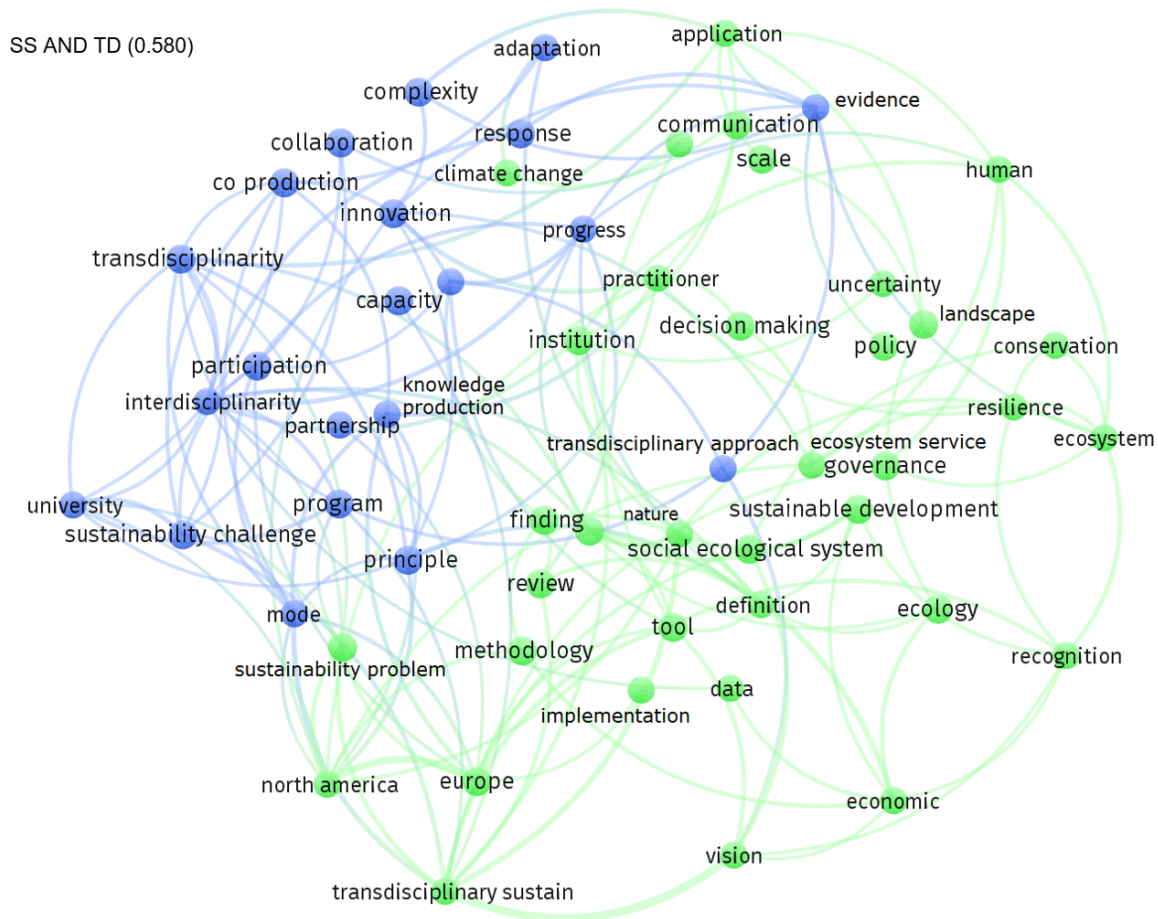 SS AND TD (0.580)
application
adaptation
complexity
evidence
communication
response
collaboration
scale
climate change
human
co production
innovation
progress
transdisciplinarity
practitioner
uncertainty
capacity
landscape
decision making
institution
policy
conservation
participation
knowledge
production
interdisciplinarity
resilience
partnership
transdisciplinary approach
ecosystem service
ecosystem
governance
university
program
sustainable development
finding
nature
sustainability challenge
social ecological system
principle
review
definition
ecology
mode
tool
methodology
recognition
sustainability problem
data
implementation
north america
europe
economic
vision
transdisciplinary sustain